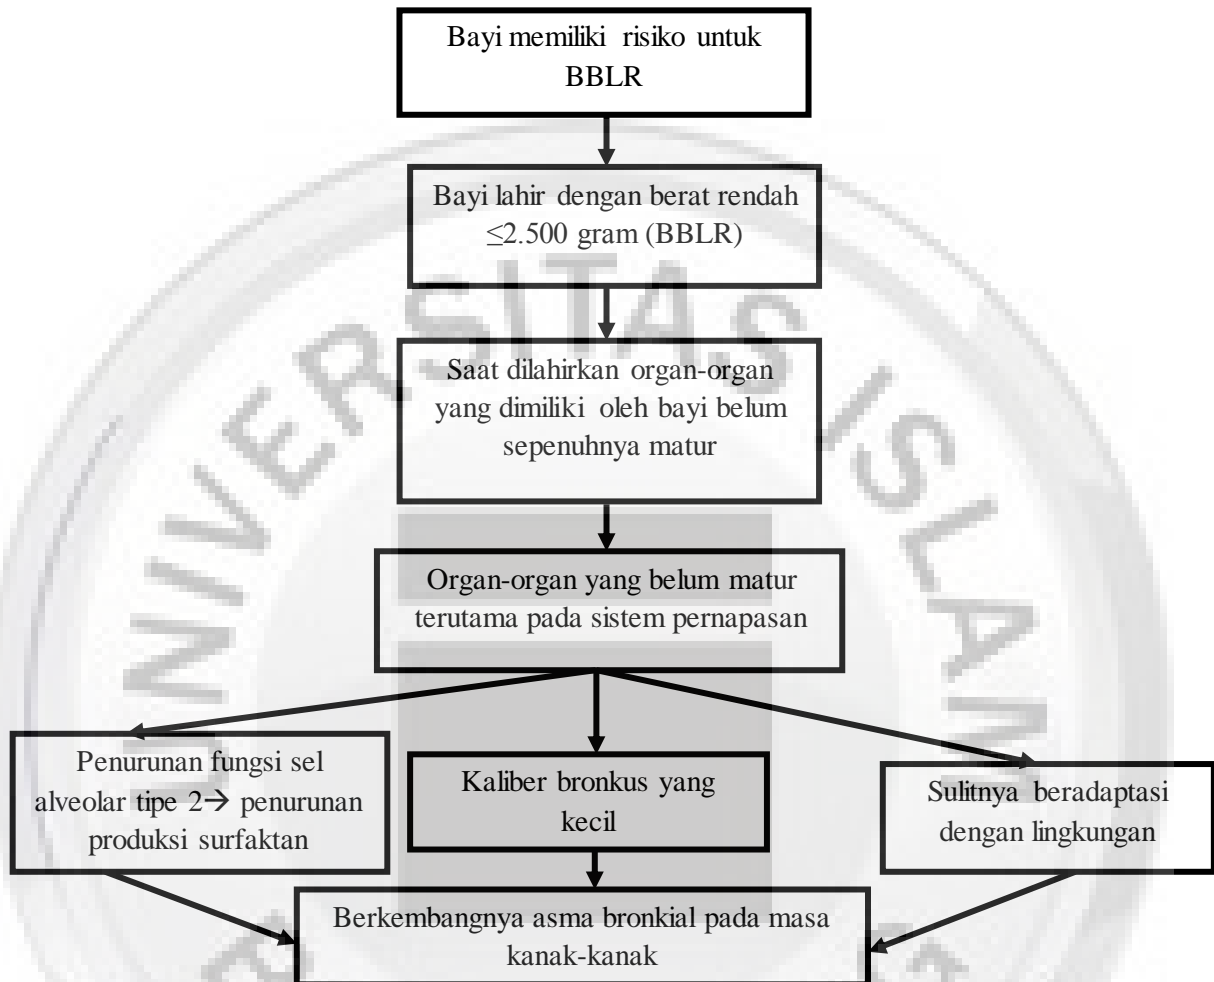 Bayi memiliki risiko untuk
BBLR
Bayi lahir dengan berat rendah
≤2.500 gram (BBLR)
Saat dilahirkan organ-organ
yang dimiliki oleh bayi belum
sepenuhnya matur
Organ-organ yang belum matur
terutama pada sistem pernapasan
Penurunan fungsi sel
alveolar tipe 2→ penurunan
produksi surfaktan
Kaliber bronkus yang
kecil
Sulitnya beradaptasi
dengan lingkungan
Berkembangnya asma bronkial pada masa
kanak-kanak
UNIVERSITAS ISLAM